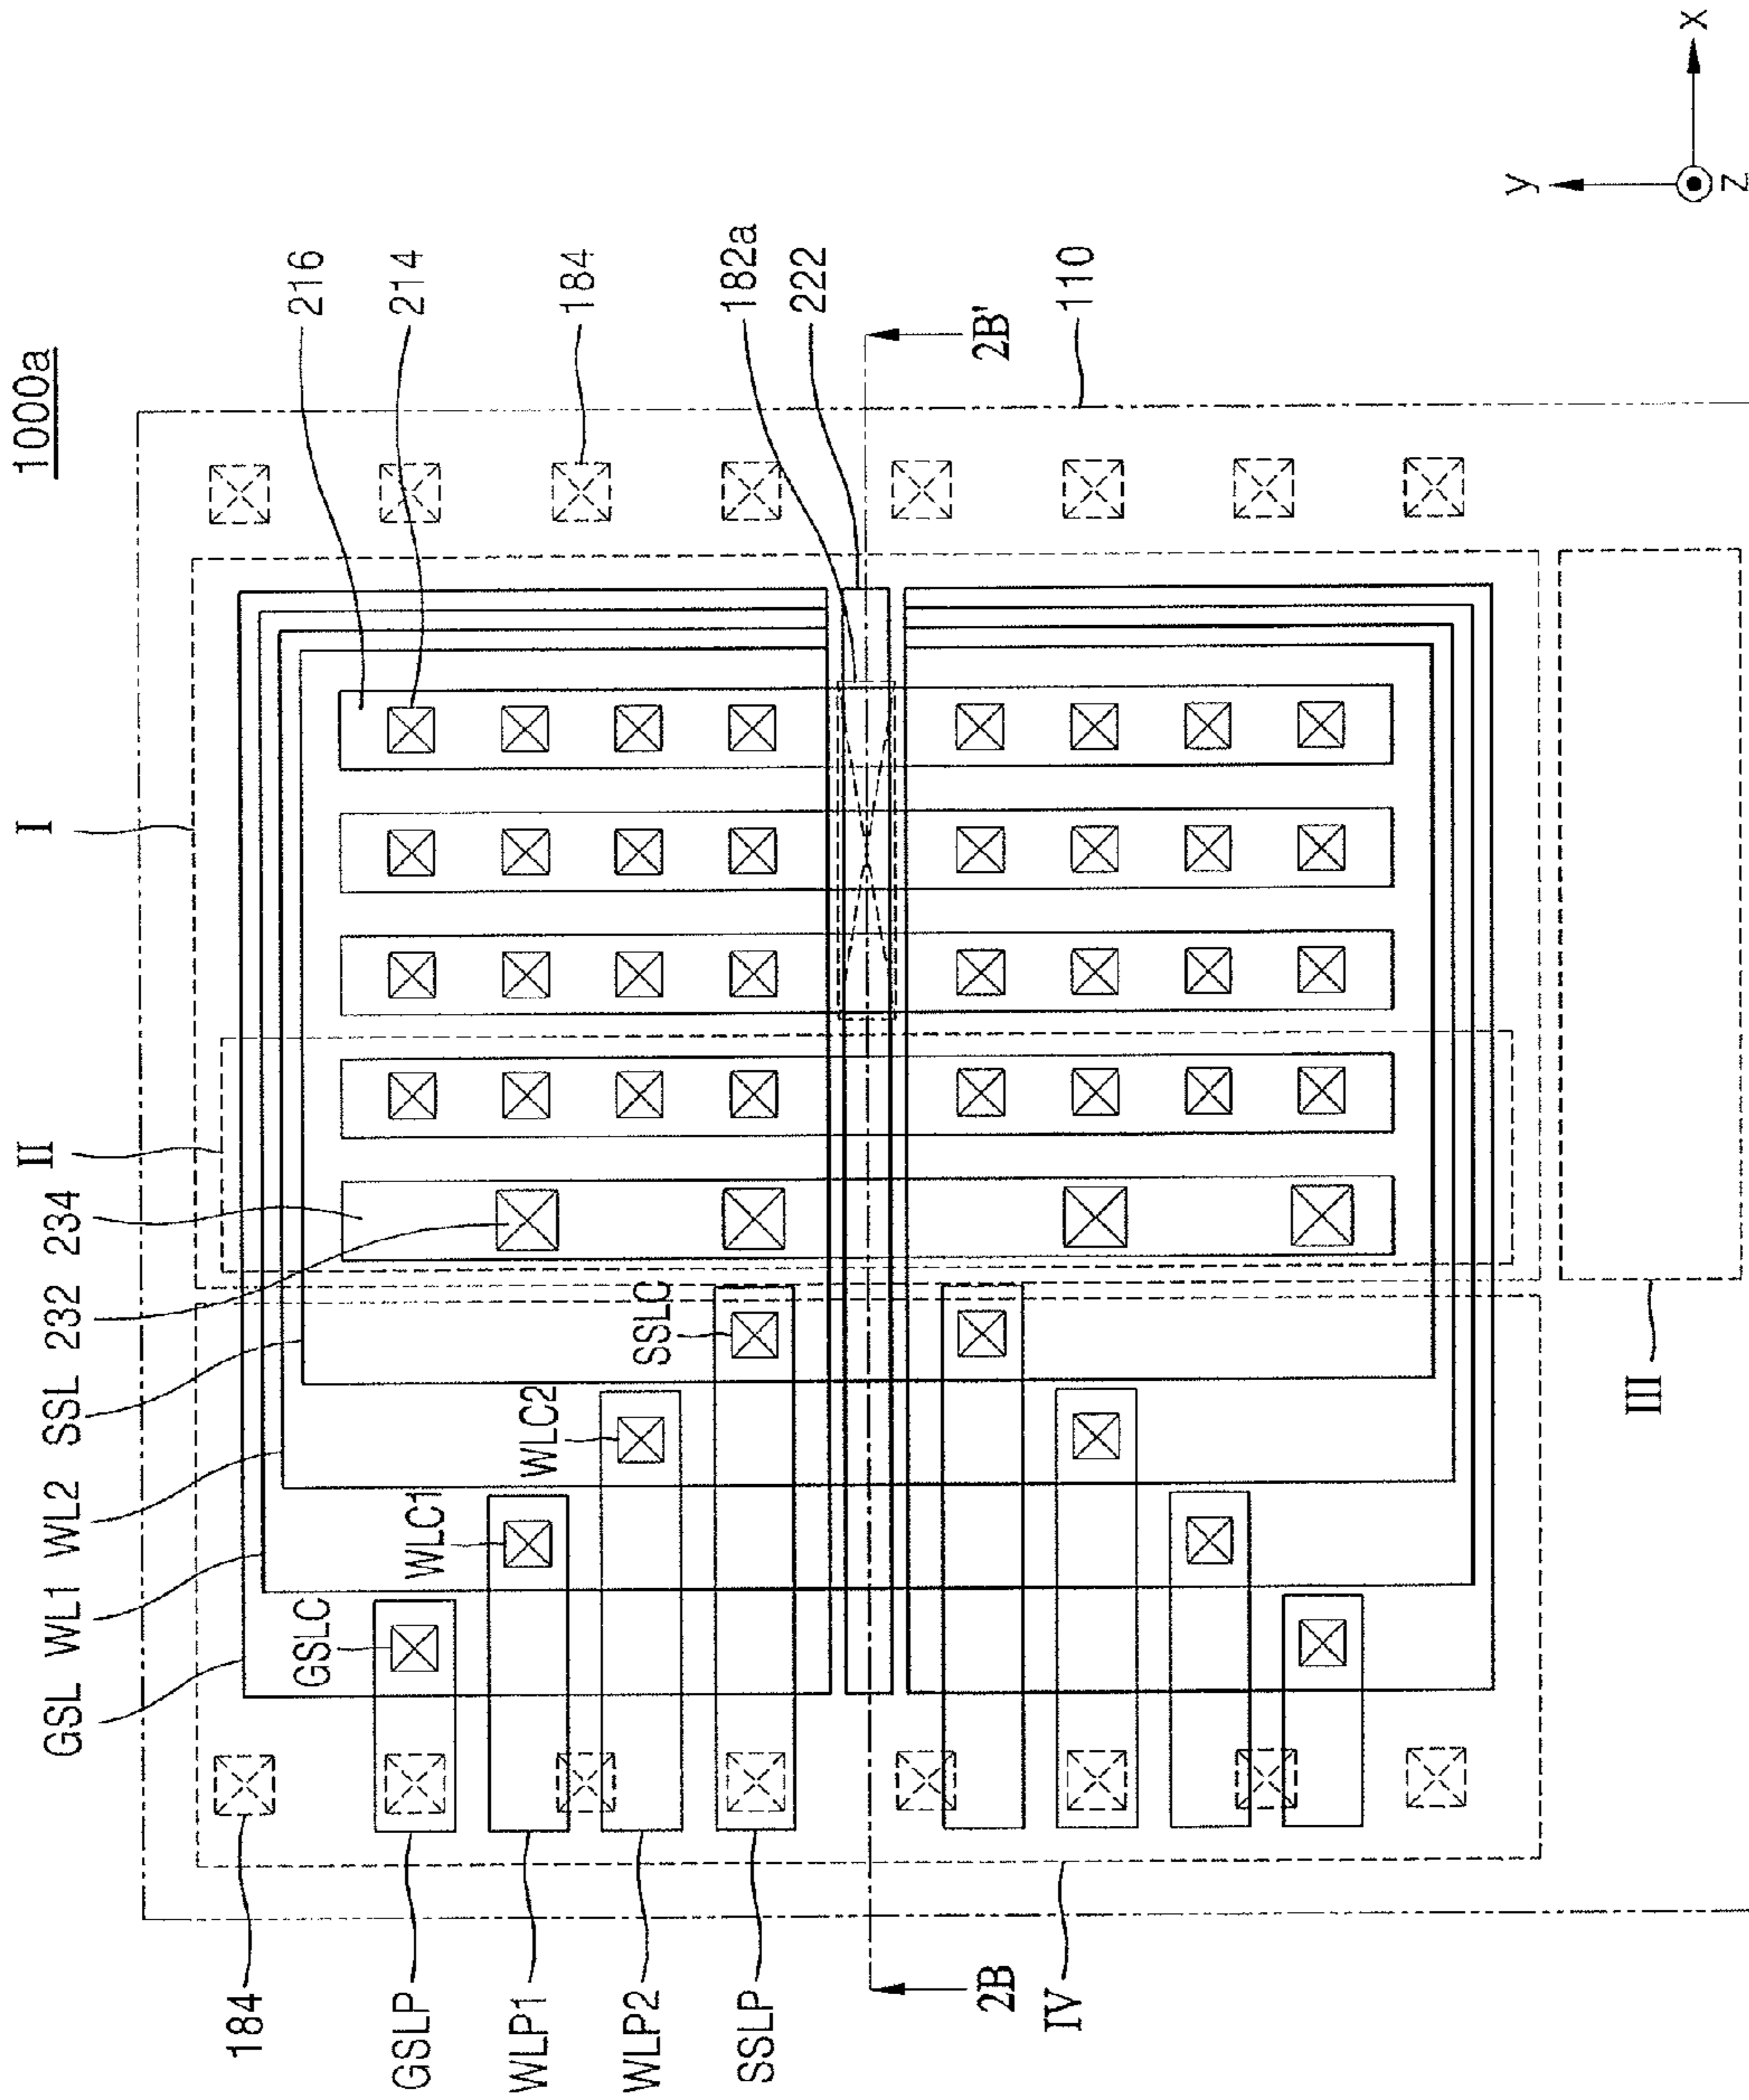 1000a
I
II
GSL WL1 WL2 SSL 232 234
216
214
184
182a
222
2B'
110
GSLC
WLC1
WLC2
SSLC
184
GSLP
WLP1
WLP2
SSLP
2B
IV
III
x
y
z